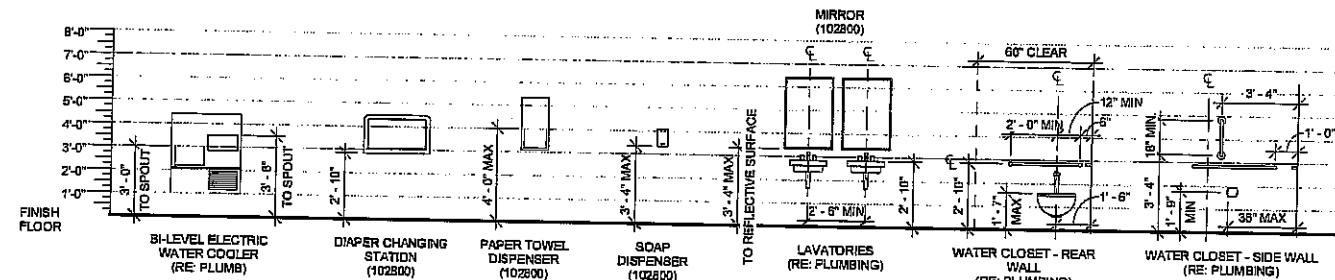 8'-0"
7'-0"
6'-0"
5'-0"
4'-0"
3'-0"
2'-0"
1'-0"
FINISH
FLOOR
3' - 0"
TO SPOUT
3' - 6"
TO SPOUT
BI-LEVEL ELECTRIC
WATER COOLER
(RE: PLUMB)
2' - 10"
DIAPER CHANGING
STATION
(102800)
4' - 0" MAX
PAPER TOWEL
DISPENSER
(102800)
3' - 4" MAX
SOAP
DISPENSER
(102800)
3' - 4" MAX
TO REFLECTIVE SURFACE
MIRROR
(102800)
2' - 6" MIN
2' - 10"
LAVATORIES
(RE: PLUMBING)
60" CLEAR
12" MIN
2' - 0" MIN
6"
2' - 10"
1' - 7"
MAX
1' - 6"
WATER CLOSET - REAR
WALL
(RE: PLUMBING)
3' - 4"
18" MIN
1' - 0"
3' - 4"
1' - 9"
MIN
36" MAX
WATER CLOSET - SIDE WALL
(RE: PLUMBING)